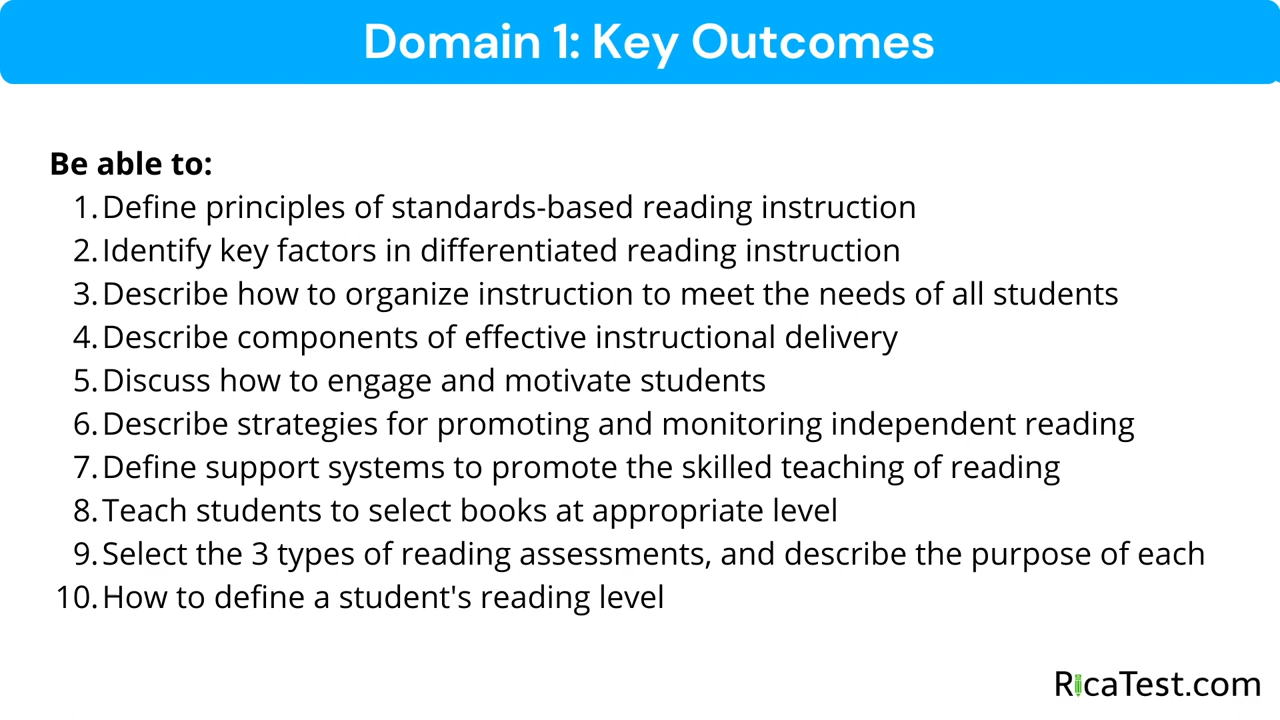 Domain 1: Key Outcomes
Be able to:
1. Define principles of standards-based reading instruction
2. Identify key factors in differentiated reading instruction
3. Describe how to organize instruction to meet the needs of all students
4. Describe components of effective instructional delivery
5. Discuss how to engage and motivate students
6. Describe strategies for promoting and monitoring independent reading
7. Define support systems to promote the skilled teaching of reading
8. Teach students to select books at appropriate level
9. Select the 3 types of reading assessments, and describe the purpose of each
10. How to define a student's reading level
RicaTest.com